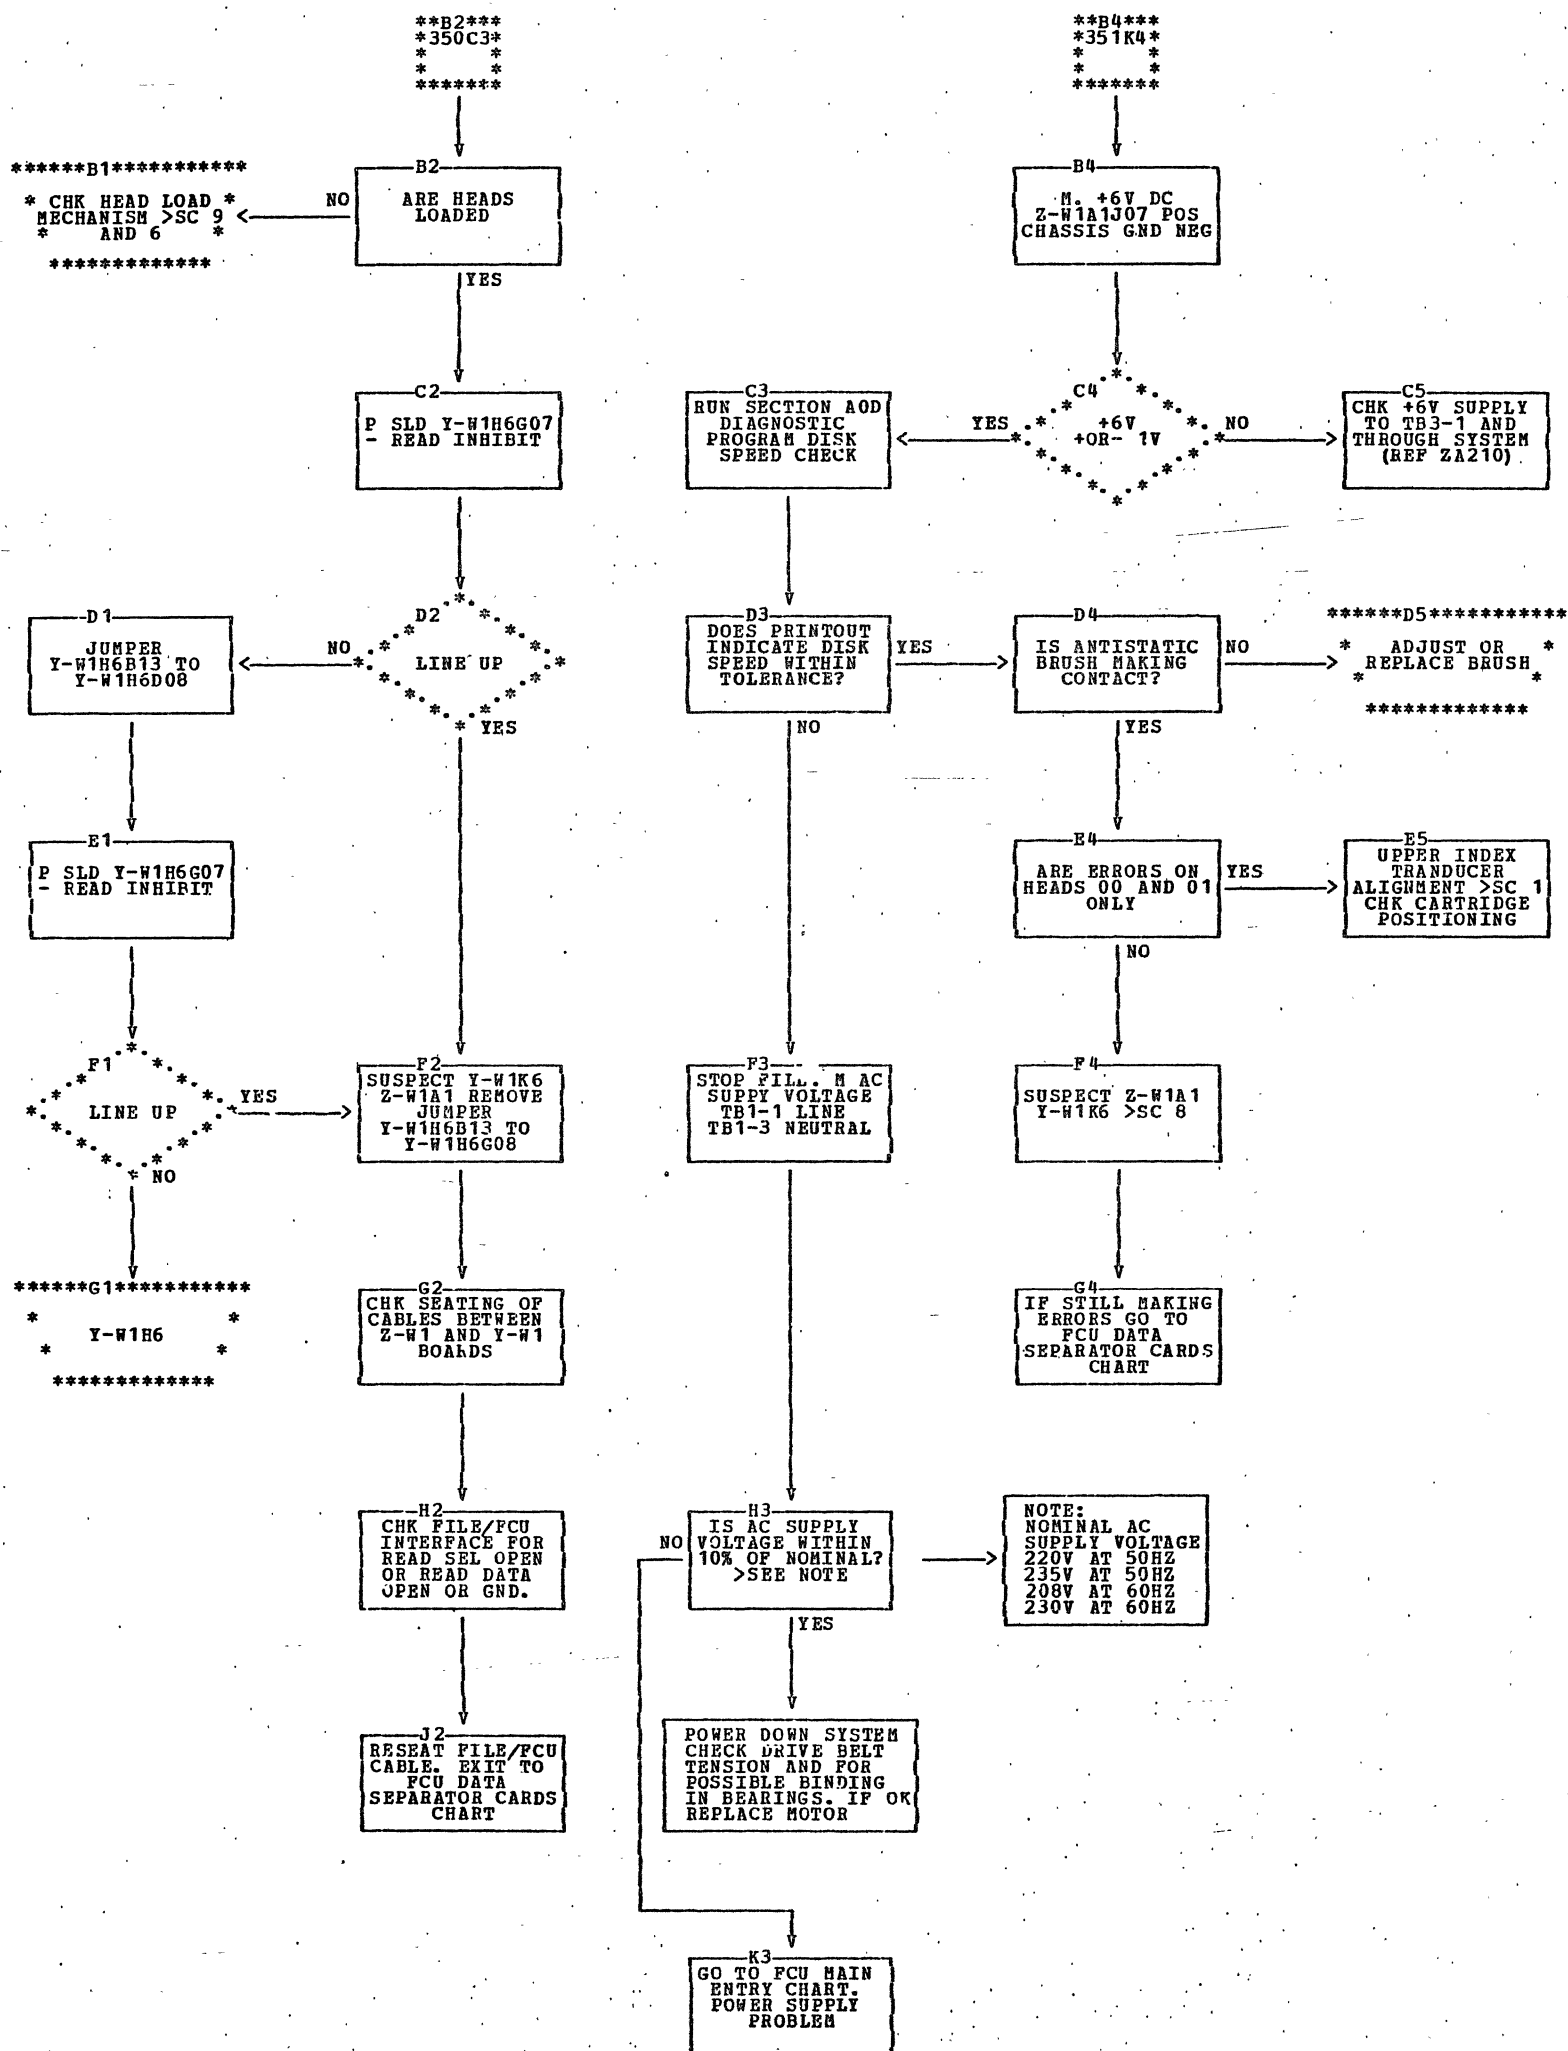 **B2***
*350C3*
* *
* *
*******
**B4***
*351K4*
* *
* *
*******
******B1***********
* CHK HEAD LOAD *
MECHANISM >SC 9
* AND 6 *
*************
NO
B2
ARE HEADS
LOADED
YES
B4
M. +6V DC
Z-W1A1J07 POS
CHASSIS GND NEG
C2
P SLD Y-W1H6G07
- READ INHIBIT
C3
RUN SECTION AOD
DIAGNOSTIC
PROGRAM DISK
SPEED CHECK
YES
C4
+6V
+OR- 1V
NO
C5
CHK +6V SUPPLY
TO TB3-1 AND
THROUGH SYSTEM
(REF ZA210)
D1
JUMPER
Y-W1H6B13 TO
Y-W1H6D08
NO
D2
LINE UP
YES
D3
DOES PRINTOUT
INDICATE DISK
SPEED WITHIN
TOLERANCE?
YES
NO
D4
IS ANTISTATIC
BRUSH MAKING
CONTACT?
NO
YES
******D5***********
* ADJUST OR *
REPLACE BRUSH
* *
*************
E1
P SLD Y-W1H6G07
- READ INHIBIT
E4
ARE ERRORS ON
HEADS 00 AND 01
ONLY
YES
NO
E5
UPPER INDEX
TRANDUCER
ALIGNMENT >SC 1
CHK CARTRIDGE
POSITIONING
F1
LINE UP
YES
NO
F2
SUSPECT Y-W1K6
Z-W1A1 REMOVE
JUMPER
Y-W1H6B13 TO
Y-W1H6G08
F3
STOP FILL. M AC
SUPPY VOLTAGE
TB1-1 LINE
TB1-3 NEUTRAL
F4
SUSPECT Z-W1A1
Y-W1K6 >SC 8
******G1***********
* *
Y-W1H6
* *
*************
G2
CHK SEATING OF
CABLES BETWEEN
Z-W1 AND Y-W1
BOARDS
G4
IF STILL MAKING
ERRORS GO TO
FCU DATA
SEPARATOR CARDS
CHART
H2
CHK FILE/FCU
INTERFACE FOR
READ SEL OPEN
OR READ DATA
OPEN OR GND.
NO
H3
IS AC SUPPLY
VOLTAGE WITHIN
10% OF NOMINAL?
>SEE NOTE
YES
NOTE:
NOMINAL AC
SUPPLY VOLTAGE
220V AT 50HZ
235V AT 50HZ
208V AT 60HZ
230V AT 60HZ
J2
RESEAT FILE/FCU
CABLE. EXIT TO
FCU DATA
SEPARATOR CARDS
CHART
POWER DOWN SYSTEM
CHECK DRIVE BELT
TENSION AND FOR
POSSIBLE BINDING
IN BEARINGS. IF OK
REPLACE MOTOR
K3
GO TO FCU MAIN
ENTRY CHART.
POWER SUPPLY
PROBLEM